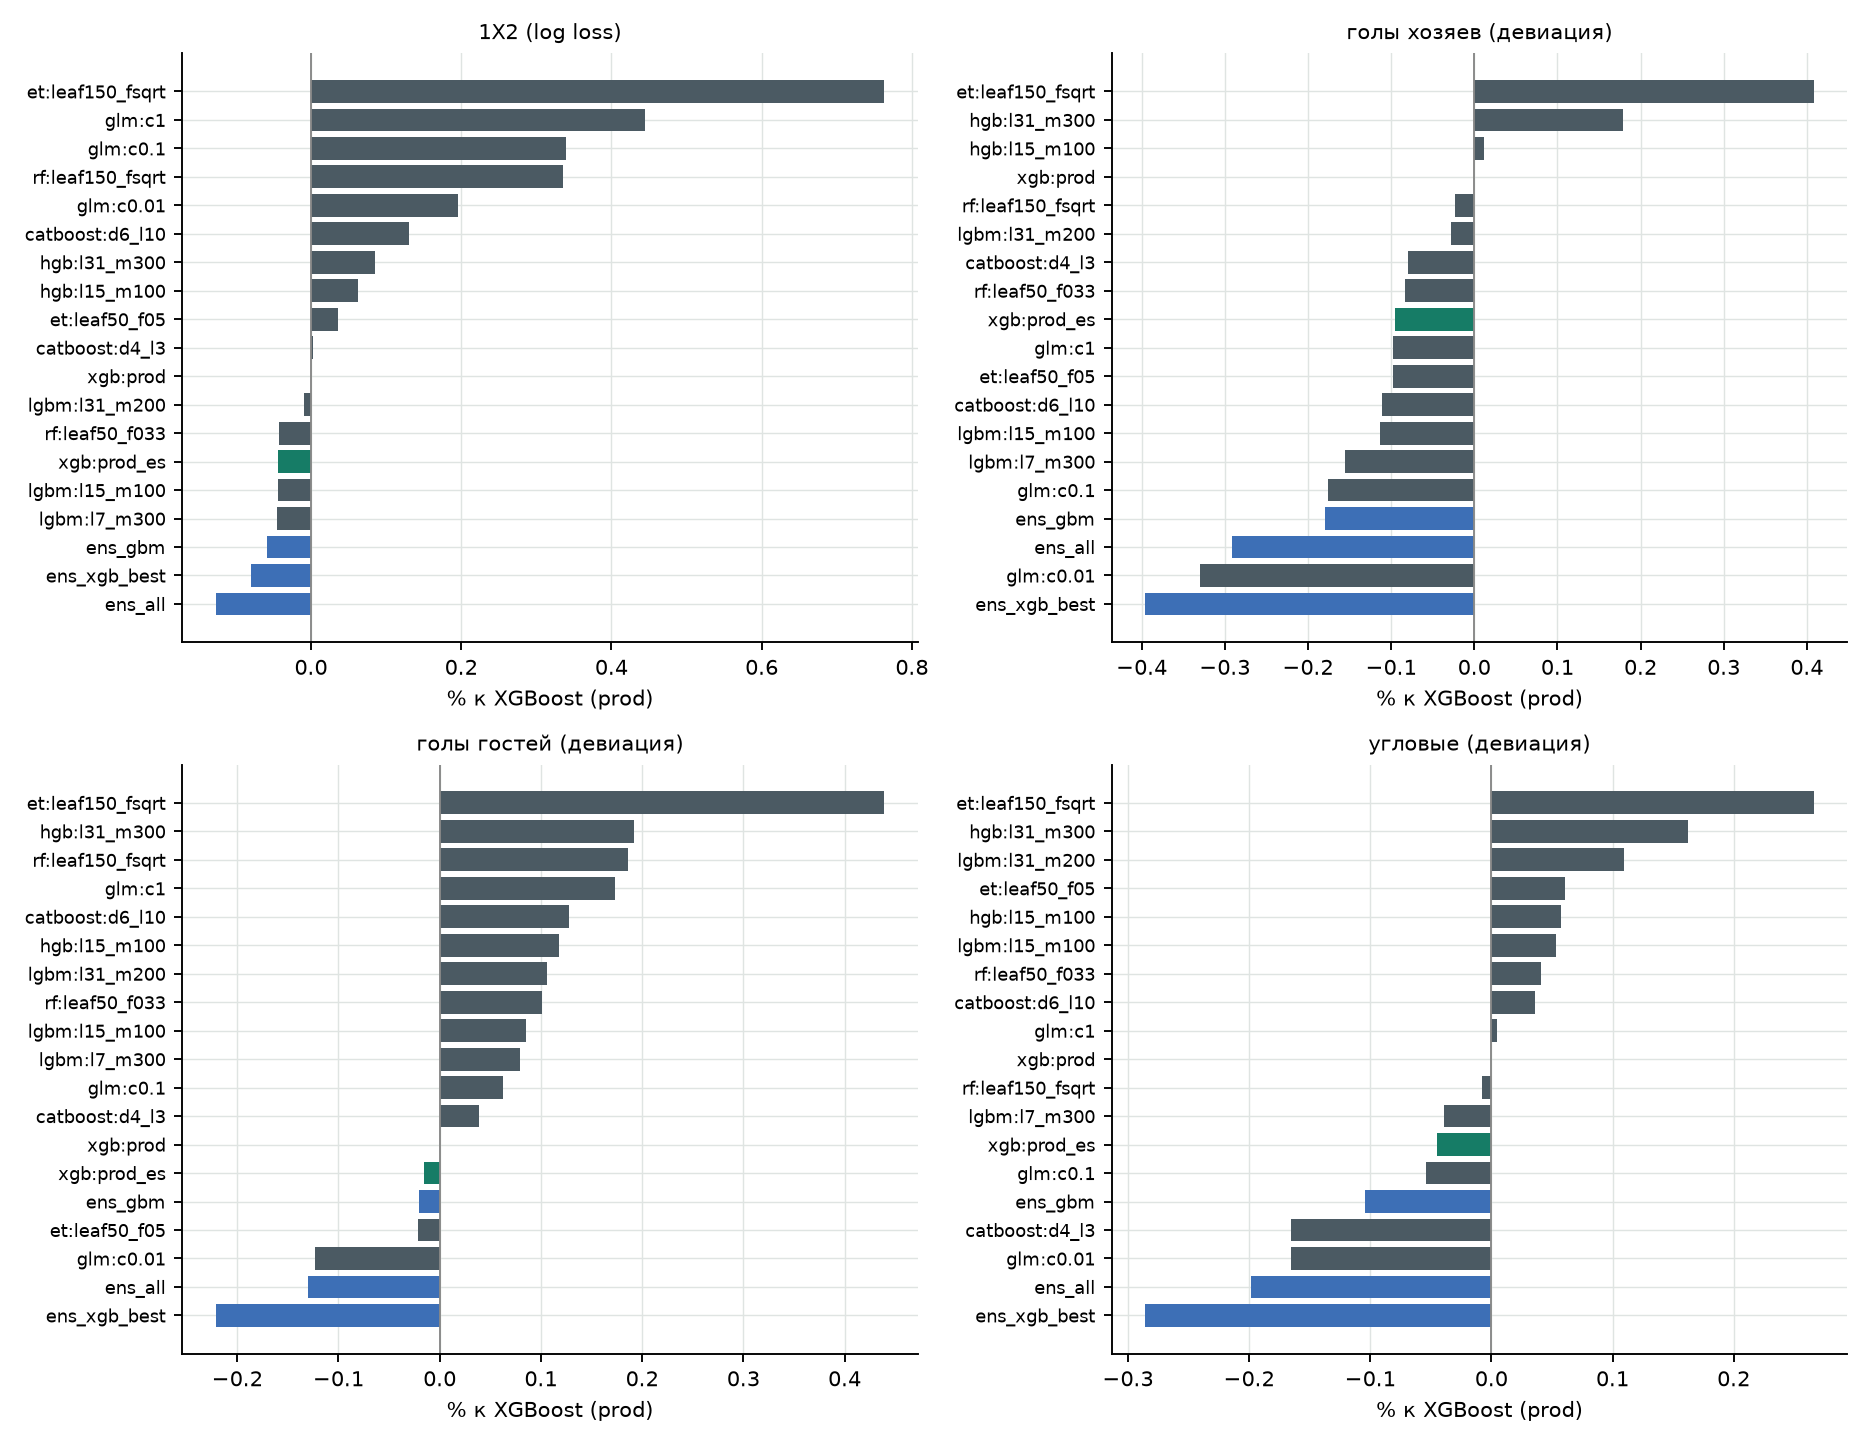 1X2 (log loss)
et:leaf150_fsqrt
glm:c1
glm:c0.1
rf:leaf150_fsqrt
glm:c0.01
catboost:d6_l10
hgb:l31_m300
hgb:l15_m100
et:leaf50_f05
catboost:d4_l3
xgb:prod
lgbm:l31_m200
rf:leaf50_f033
xgb:prod_es
lgbm:l15_m100
lgbm:l7_m300
ens_gbm
ens_xgb_best
ens_all
0.0 0.2 0.4 0.6 0.8
% к XGBoost (prod)
голы хозяев (девиация)
et:leaf150_fsqrt
hgb:l31_m300
hgb:l15_m100
xgb:prod
rf:leaf150_fsqrt
lgbm:l31_m200
catboost:d4_l3
rf:leaf50_f033
xgb:prod_es
glm:c1
et:leaf50_f05
catboost:d6_l10
lgbm:l15_m100
lgbm:l7_m300
glm:c0.1
ens_gbm
ens_all
glm:c0.01
ens_xgb_best
−0.4 −0.3 −0.2 −0.1 0.0 0.1 0.2 0.3 0.4
% к XGBoost (prod)
голы гостей (девиация)
et:leaf150_fsqrt
hgb:l31_m300
rf:leaf150_fsqrt
glm:c1
catboost:d6_l10
hgb:l15_m100
lgbm:l31_m200
rf:leaf50_f033
lgbm:l15_m100
lgbm:l7_m300
glm:c0.1
catboost:d4_l3
xgb:prod
xgb:prod_es
ens_gbm
et:leaf50_f05
glm:c0.01
ens_all
ens_xgb_best
−0.2 −0.1 0.0 0.1 0.2 0.3 0.4
% к XGBoost (prod)
угловые (девиация)
et:leaf150_fsqrt
hgb:l31_m300
lgbm:l31_m200
et:leaf50_f05
hgb:l15_m100
lgbm:l15_m100
rf:leaf50_f033
catboost:d6_l10
glm:c1
xgb:prod
rf:leaf150_fsqrt
lgbm:l7_m300
xgb:prod_es
glm:c0.1
ens_gbm
catboost:d4_l3
glm:c0.01
ens_all
ens_xgb_best
−0.3 −0.2 −0.1 0.0 0.1 0.2
% к XGBoost (prod)